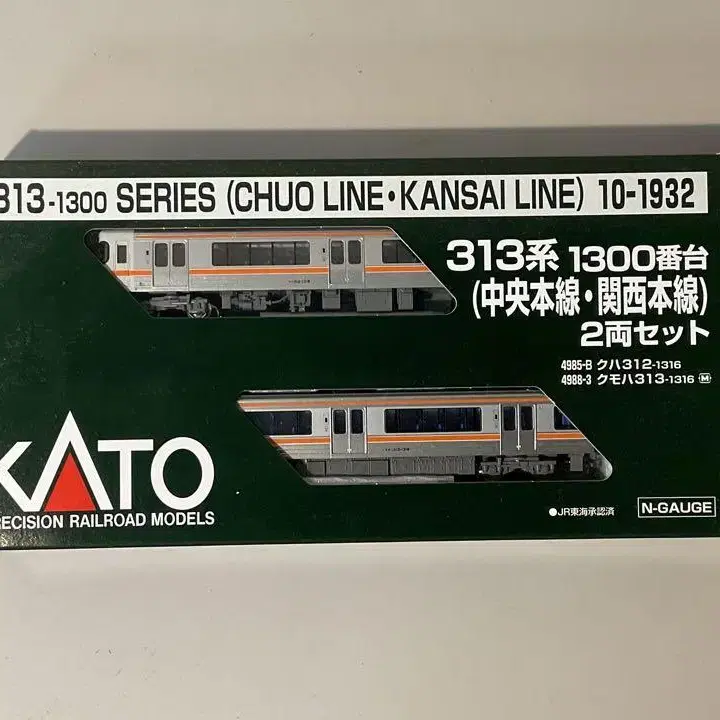 313-1300 SERIES (CHUO LINE・KANSAI LINE) 10-1932
313系 1300番台
(中央本線・関西本線)
2両セット
4985-B クハ312-1316
4988-3 クモハ313-1316 M
KATO
RECISION RAILROAD MODELS
●JR東海承認済
N-GAUGE